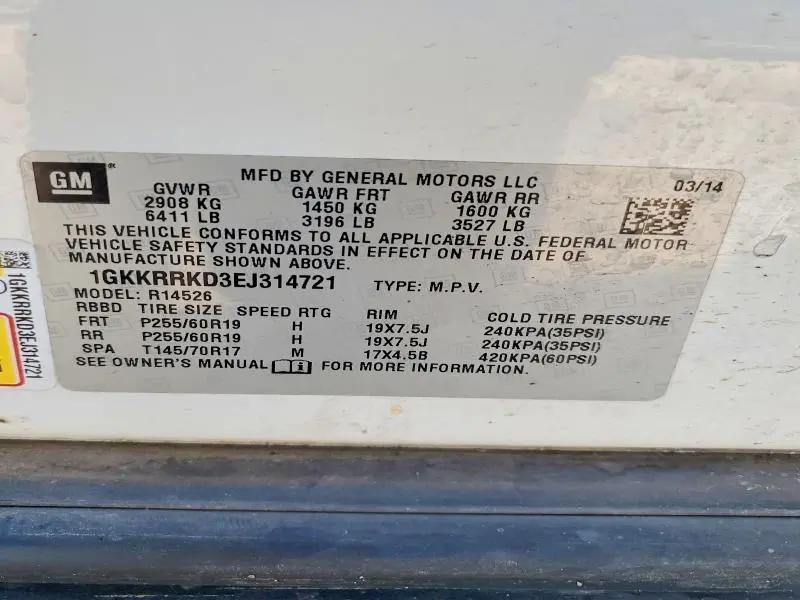 GM
MFD BY GENERAL MOTORS LLC
03/14
GVWR GAWR FRT GAWR RR
2908 KG 1450 KG 1600 KG
6411 LB 3196 LB 3527 LB
THIS VEHICLE CONFORMS TO ALL APPLICABLE U.S. FEDERAL MOTOR
VEHICLE SAFETY STANDARDS IN EFFECT ON THE DATE OF
MANUFACTURE SHOWN ABOVE.
1GKKRRKD3EJ314721 TYPE: M.P.V.
MODEL: R14526
RBBD TIRE SIZE SPEED RTG RIM COLD TIRE PRESSURE
FRT P255/60R19 H 19X7.5J 240KPA(35PSI)
RR P255/60R19 H 19X7.5J 240KPA(35PSI)
SPA T145/70R17 M 17X4.5B 420KPA(60PSI)
SEE OWNER'S MANUAL FOR MORE INFORMATION.
1GKKRRKD3EJ314721